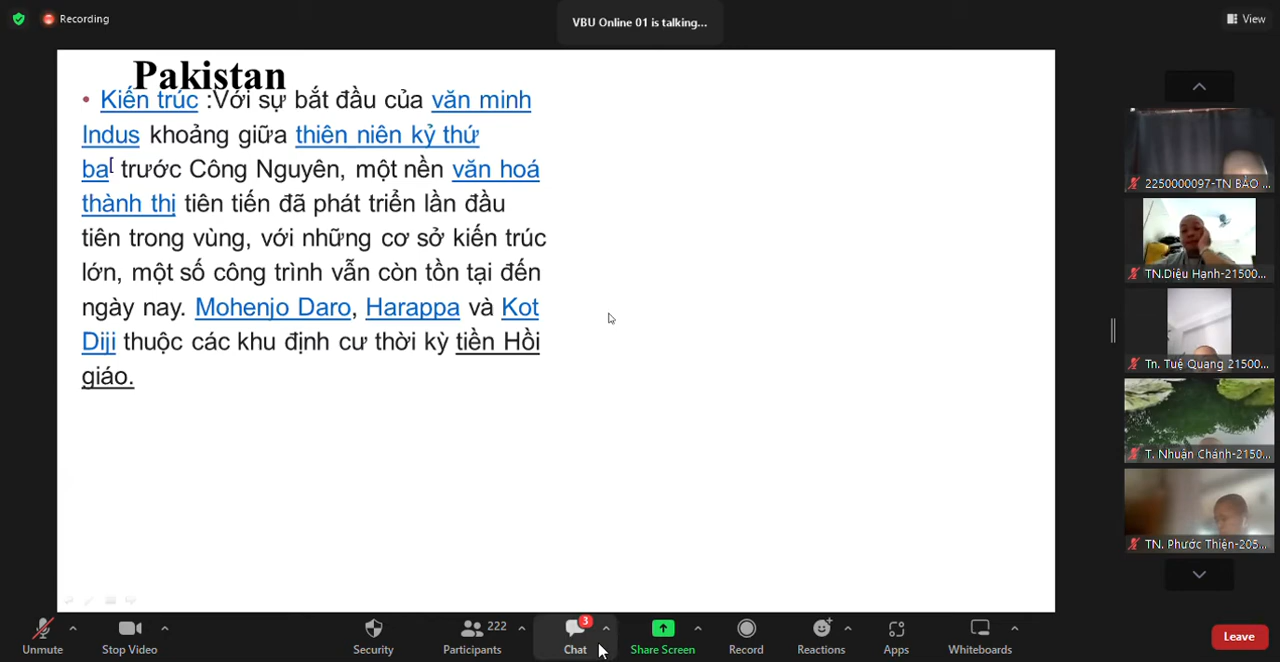 Recording
VBU Online 01 is talking...
View
Pakistan
• Kiến trúc :Với sự bắt đầu của văn minh
Indus khoảng giữa thiên niên kỷ thứ
ba[ trước Công Nguyên, một nền văn hoá
thành thị tiên tiến đã phát triển lần đầu
tiên trong vùng, với những cơ sở kiến trúc
lớn, một số công trình vẫn còn tồn tại đến
ngày nay. Mohenjo Daro, Harappa và Kot
Diji thuộc các khu định cư thời kỳ tiền Hồi
giáo.
2250000097-TN BẢO ...
TN.Diệu Hạnh-21500...
Tn. Tuệ Quang 21500...
T. Nhuận Chánh-2150...
TN. Phước Thiện-205...
Unmute
Stop Video
Security
222
Participants
3
Chat
Share Screen
Record
Reactions
Apps
Whiteboards
Leave